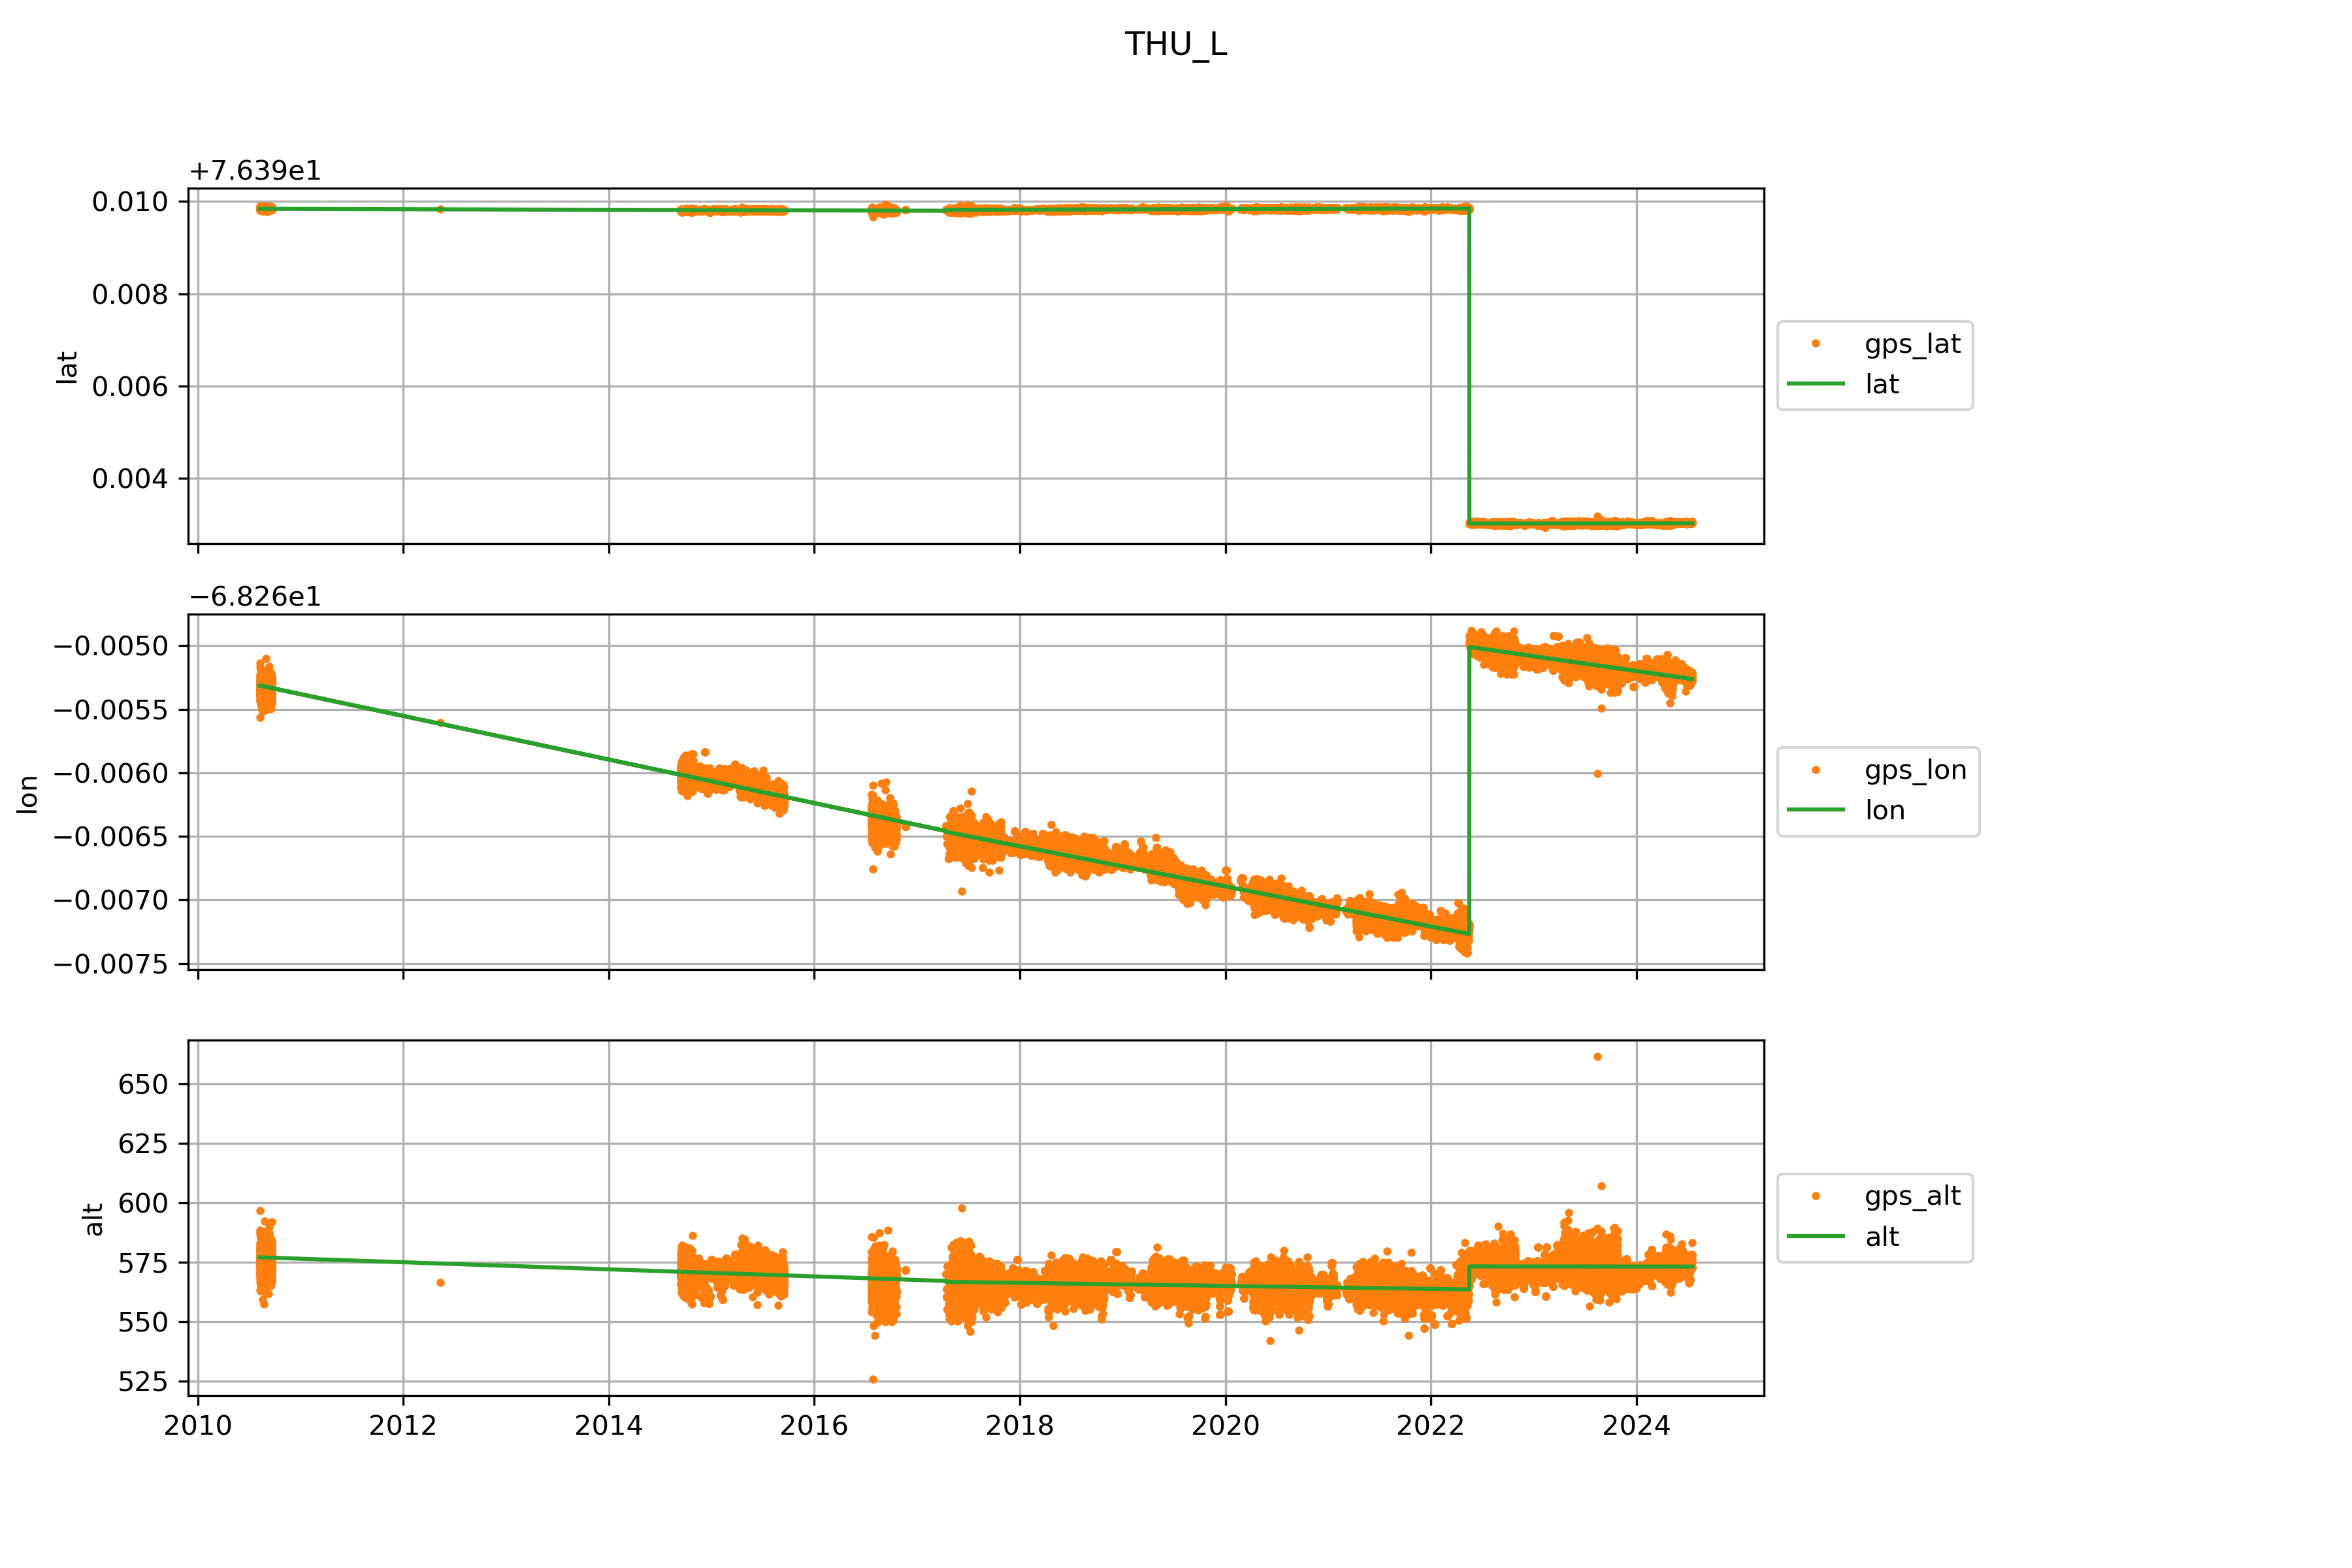 THU_L
+7.639e1
0.010
0.008
0.006
0.004
lat
gps_lat
lat
−6.826e1
−0.0050
−0.0055
−0.0060
−0.0065
−0.0070
−0.0075
lon
gps_lon
lon
650
625
600
575
550
525
alt
gps_alt
alt
2010 2012 2014 2016 2018 2020 2022 2024